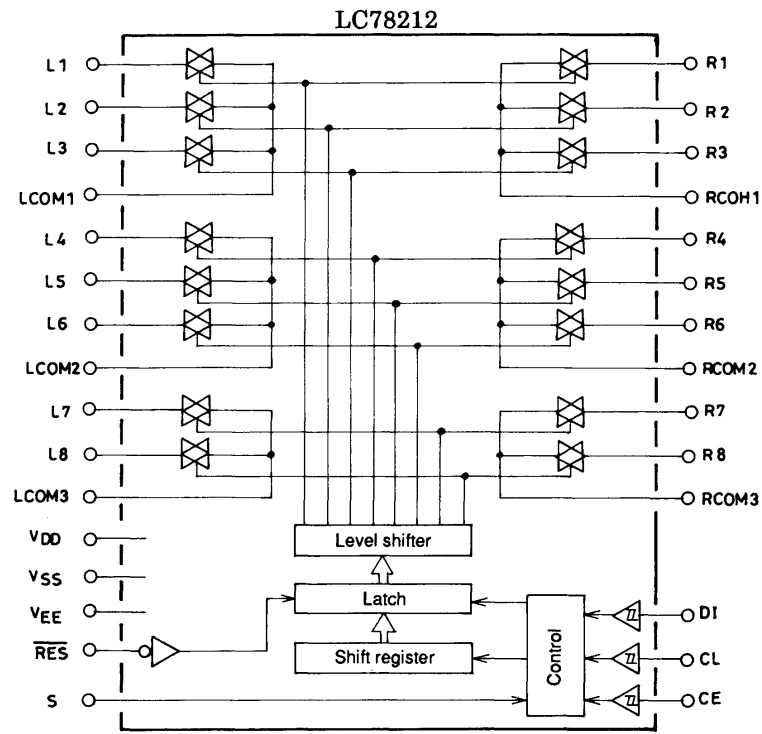 LC78212
L1
R1
L2
R2
L3
R3
LCOM1
RCOH1
L4
R4
L5
R5
L6
R6
LCOM2
RCOM2
L7
R7
L8
R8
LCOM3
RCOM3
VDD
Level shifter
VSS
Latch
VEE
DI
RES
Shift register
Control
CL
S
CE